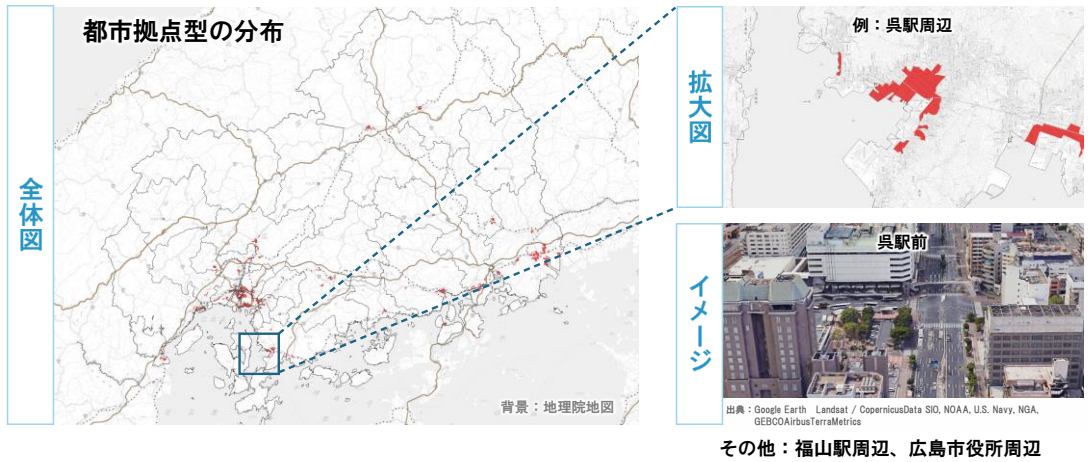 都市拠点型の分布
全体図
背景:地理院地図
拡大図
例:呉駅周辺
イメージ
呉駅前
出典:Google Earth Landsat / CopernicusData SIO, NOAA, U.S. Navy, NGA,
GEBCOAirbusTerraMetrics
その他:福山駅周辺、広島市役所周辺